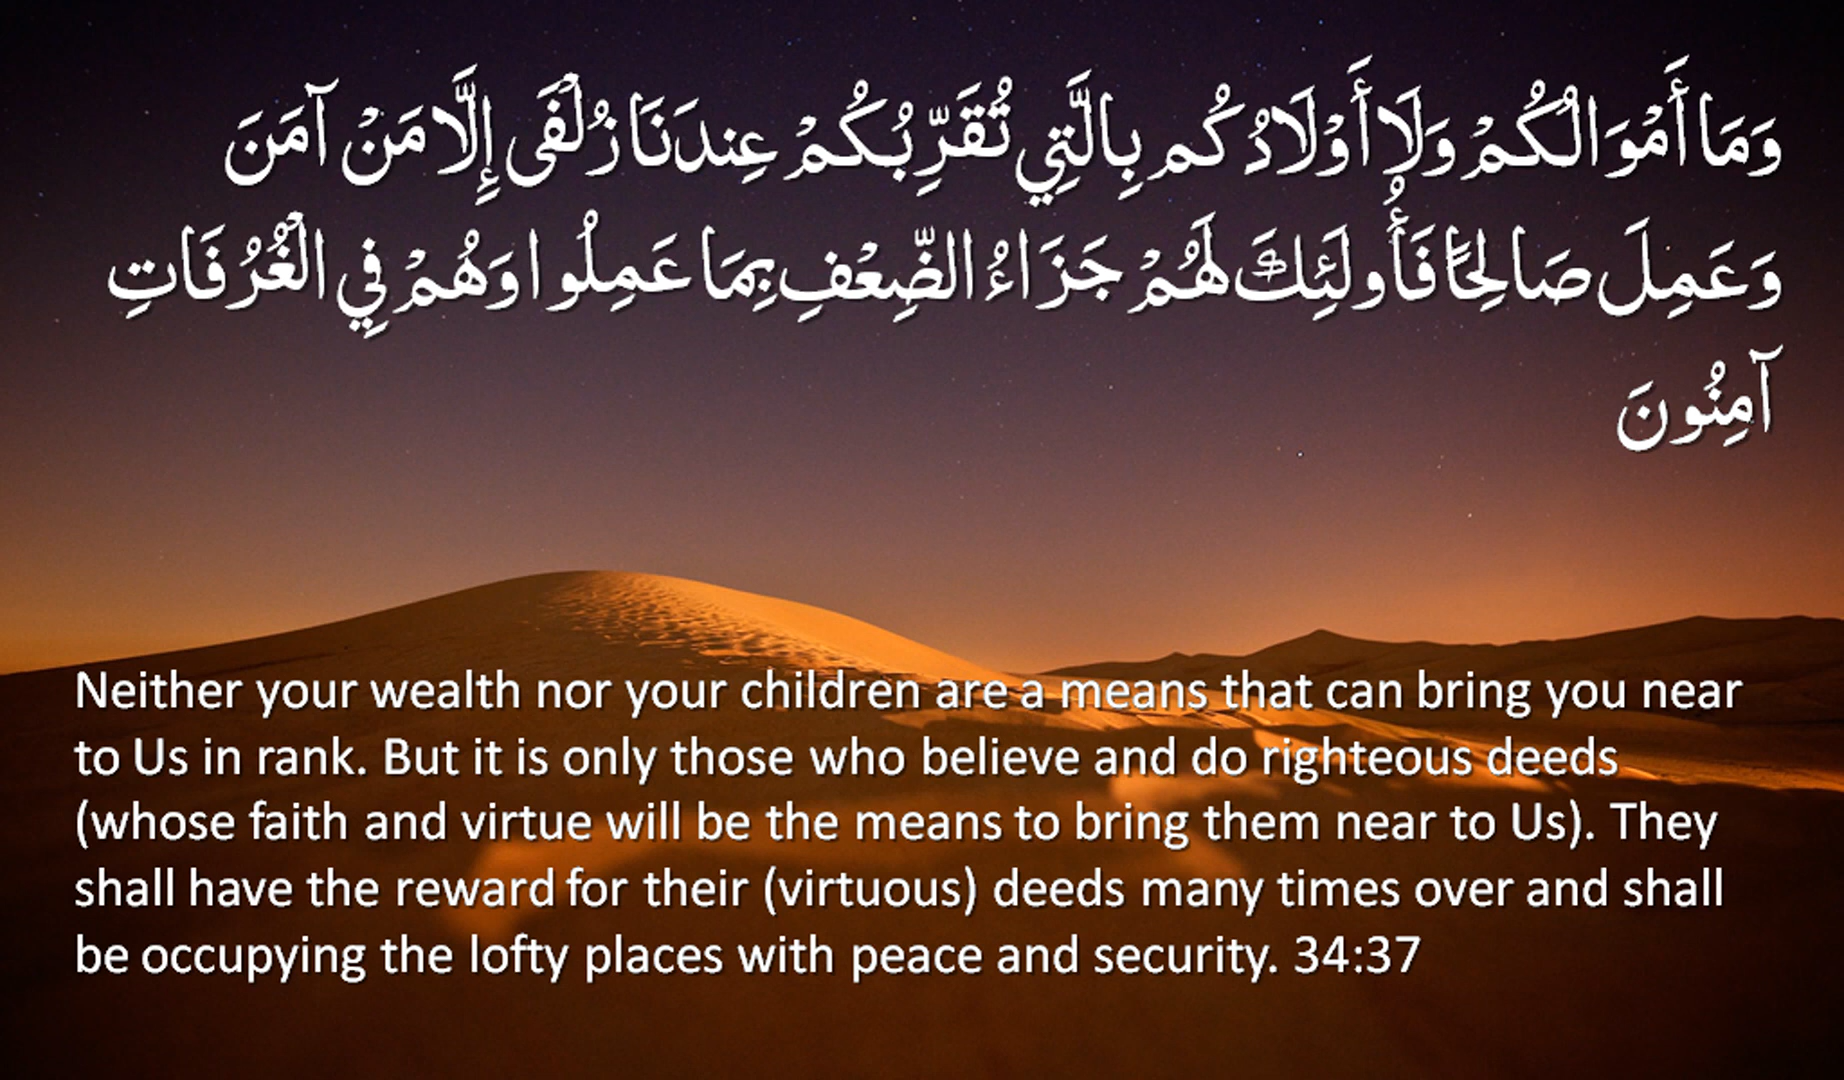 وَمَا أَمْوَالُكُمْ وَلَا أَوْلَادُكُم بِالَّتِي تُقَرِّبُكُمْ عِندَنَا زُلْفَى إِلَّا مَنْ آمَنَ
وَعَمِلَ صَالِحًا فَأُولَئِكَ لَهُمْ جَزَاءُ الضِّعْفِ بِمَا عَمِلُوا وَهُمْ فِي الْغُرُفَاتِ
آمِنُونَ
Neither your wealth nor your children are a means that can bring you near
to Us in rank. But it is only those who believe and do righteous deeds
(whose faith and virtue will be the means to bring them near to Us). They
shall have the reward for their (virtuous) deeds many times over and shall
be occupying the lofty places with peace and security. 34:37